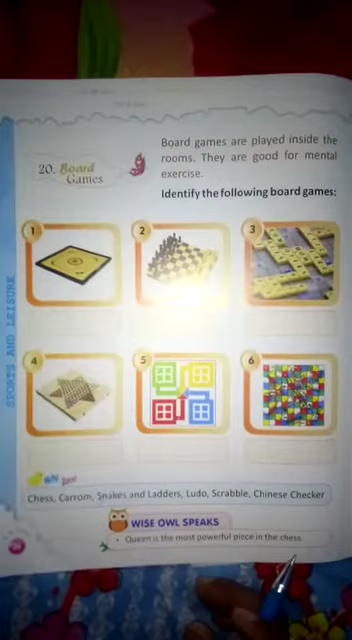 Board games are played inside the
rooms. They are good for mental
exercise.
20. Board
Games
Identify the following board games:
1
2
3
4
5
6
SPORTS AND LEISURE
Chess, Carrom, Snakes and Ladders, Ludo, Scrabble, Chinese Checker
WISE OWL SPEAKS
• Queen is the most powerful piece in the chess.